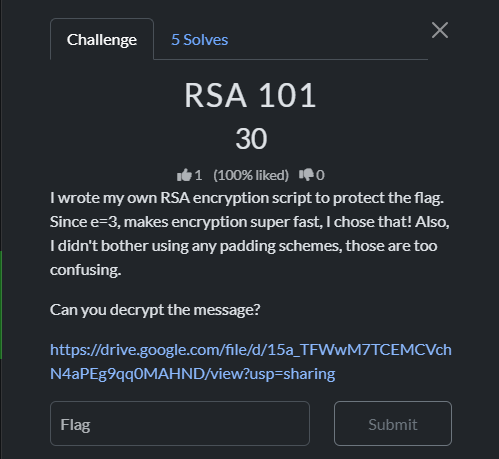 Challenge
5 Solves
RSA 101
30
1 (100% liked) 0
I wrote my own RSA encryption script to protect the flag.
Since e=3, makes encryption super fast, I chose that! Also,
I didn't bother using any padding schemes, those are too
confusing.
Can you decrypt the message?
https://drive.google.com/file/d/15a_TFWwM7TCEMCVch
N4aPEg9qq0MAHND/view?usp=sharing
Flag
Submit